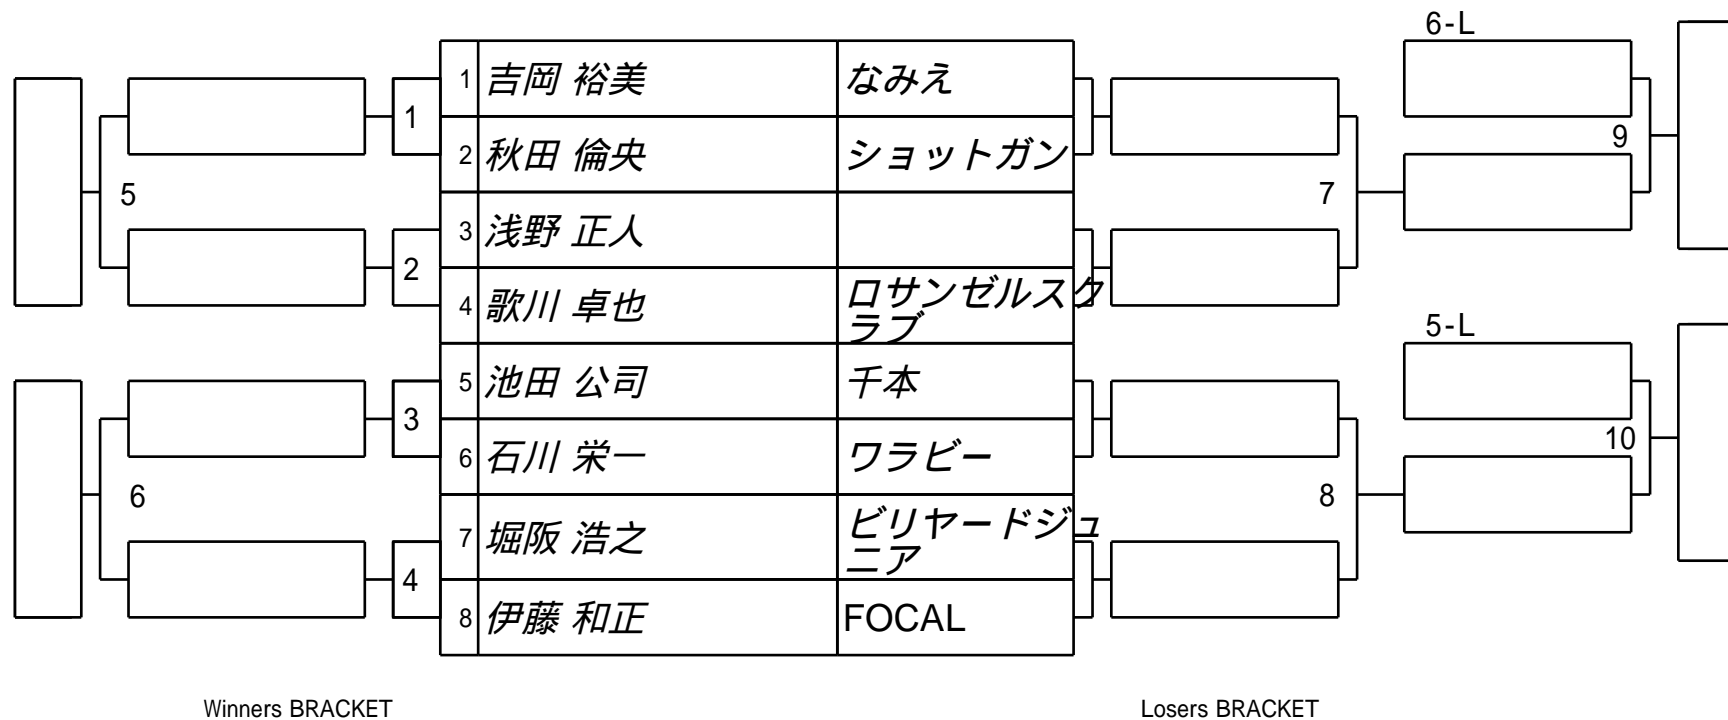 6-L
1 吉岡 裕美 なみえ
1
2 秋田 倫央 ショットガン
9
5
7
3 浅野 正人
2
4 歌川 卓也 ロサンゼルスク
ラブ
5-L
5 池田 公司 千本
3
10
6 石川 栄一 ワラビー
6
8
7 堀阪 浩之 ビリヤードジュ
ニア
4
8 伊藤 和正 FOCAL
Winners BRACKET
Losers BRACKET